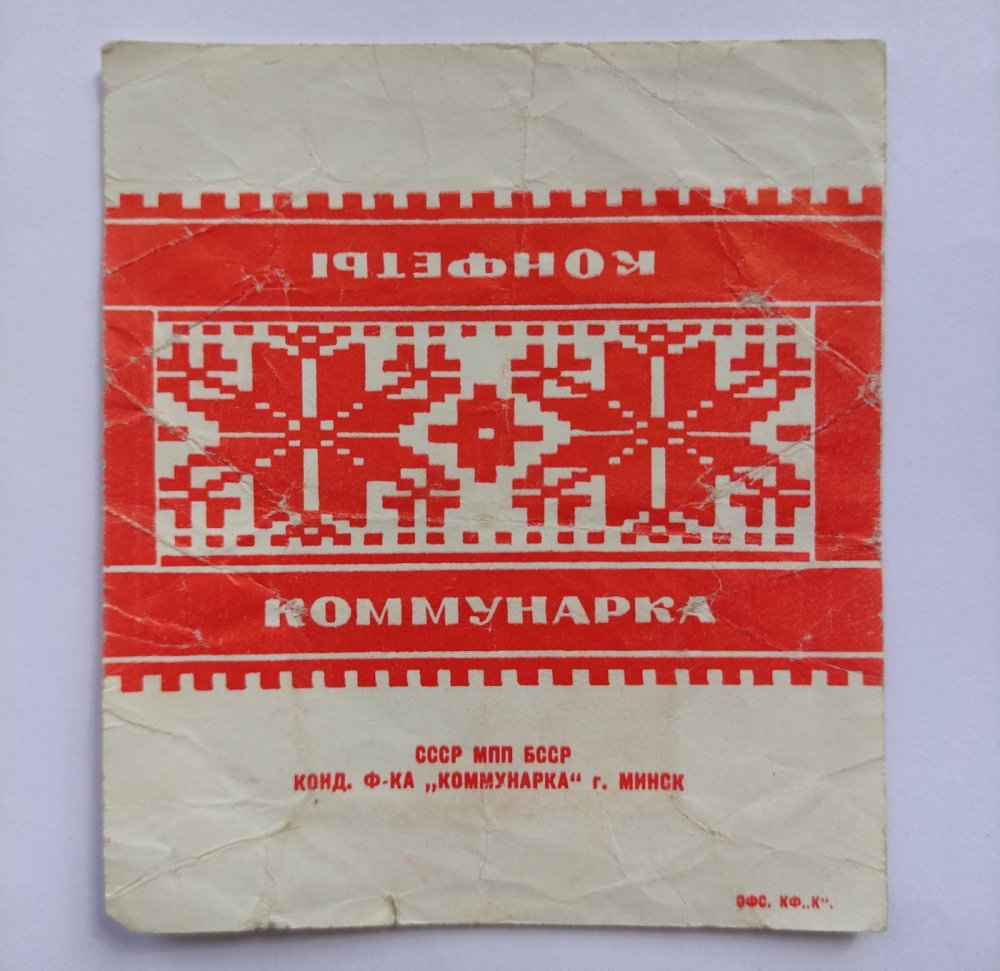 КОНФЕТЫ
КОММУНАРКА
СССР МПП БССР
КОНД. Ф-КА „КОММУНАРКА“ г. МИНСК
ОФС. КФ„К“.